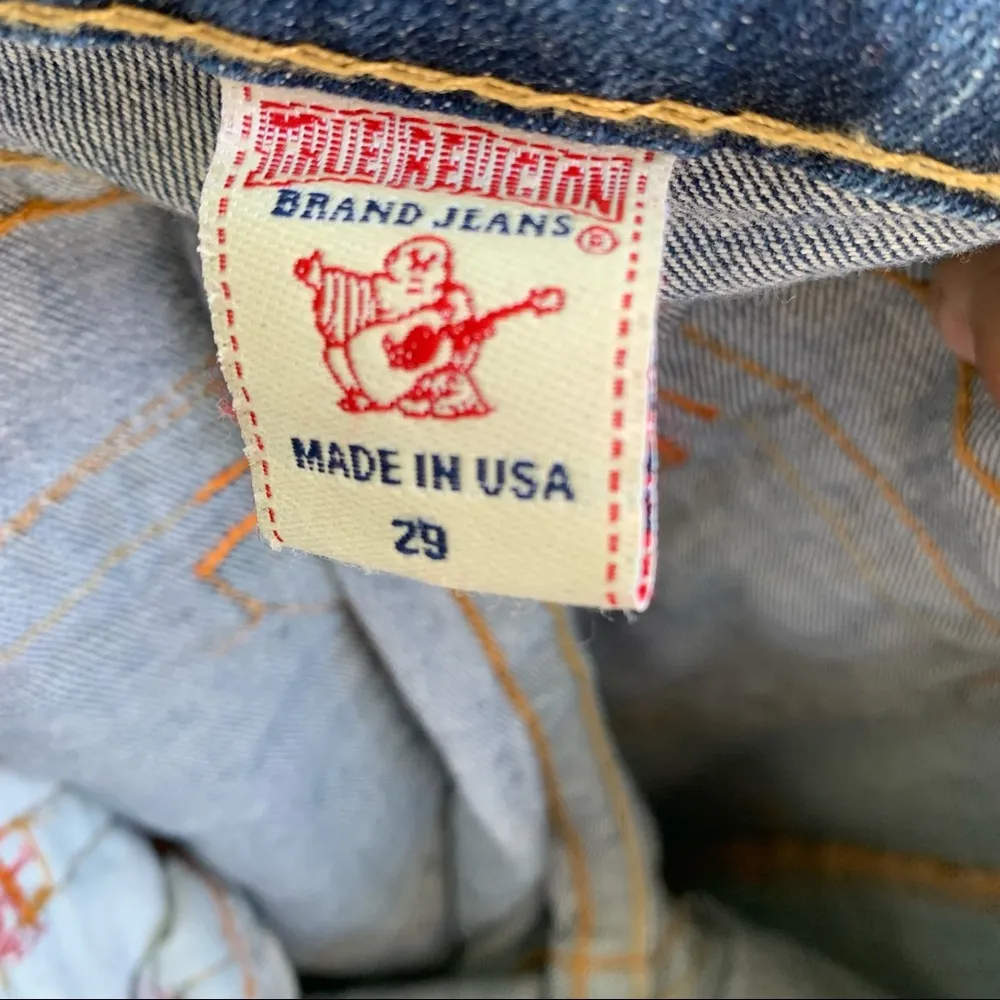 TRUE RELIGION
BRAND JEANS®
MADE IN USA
29